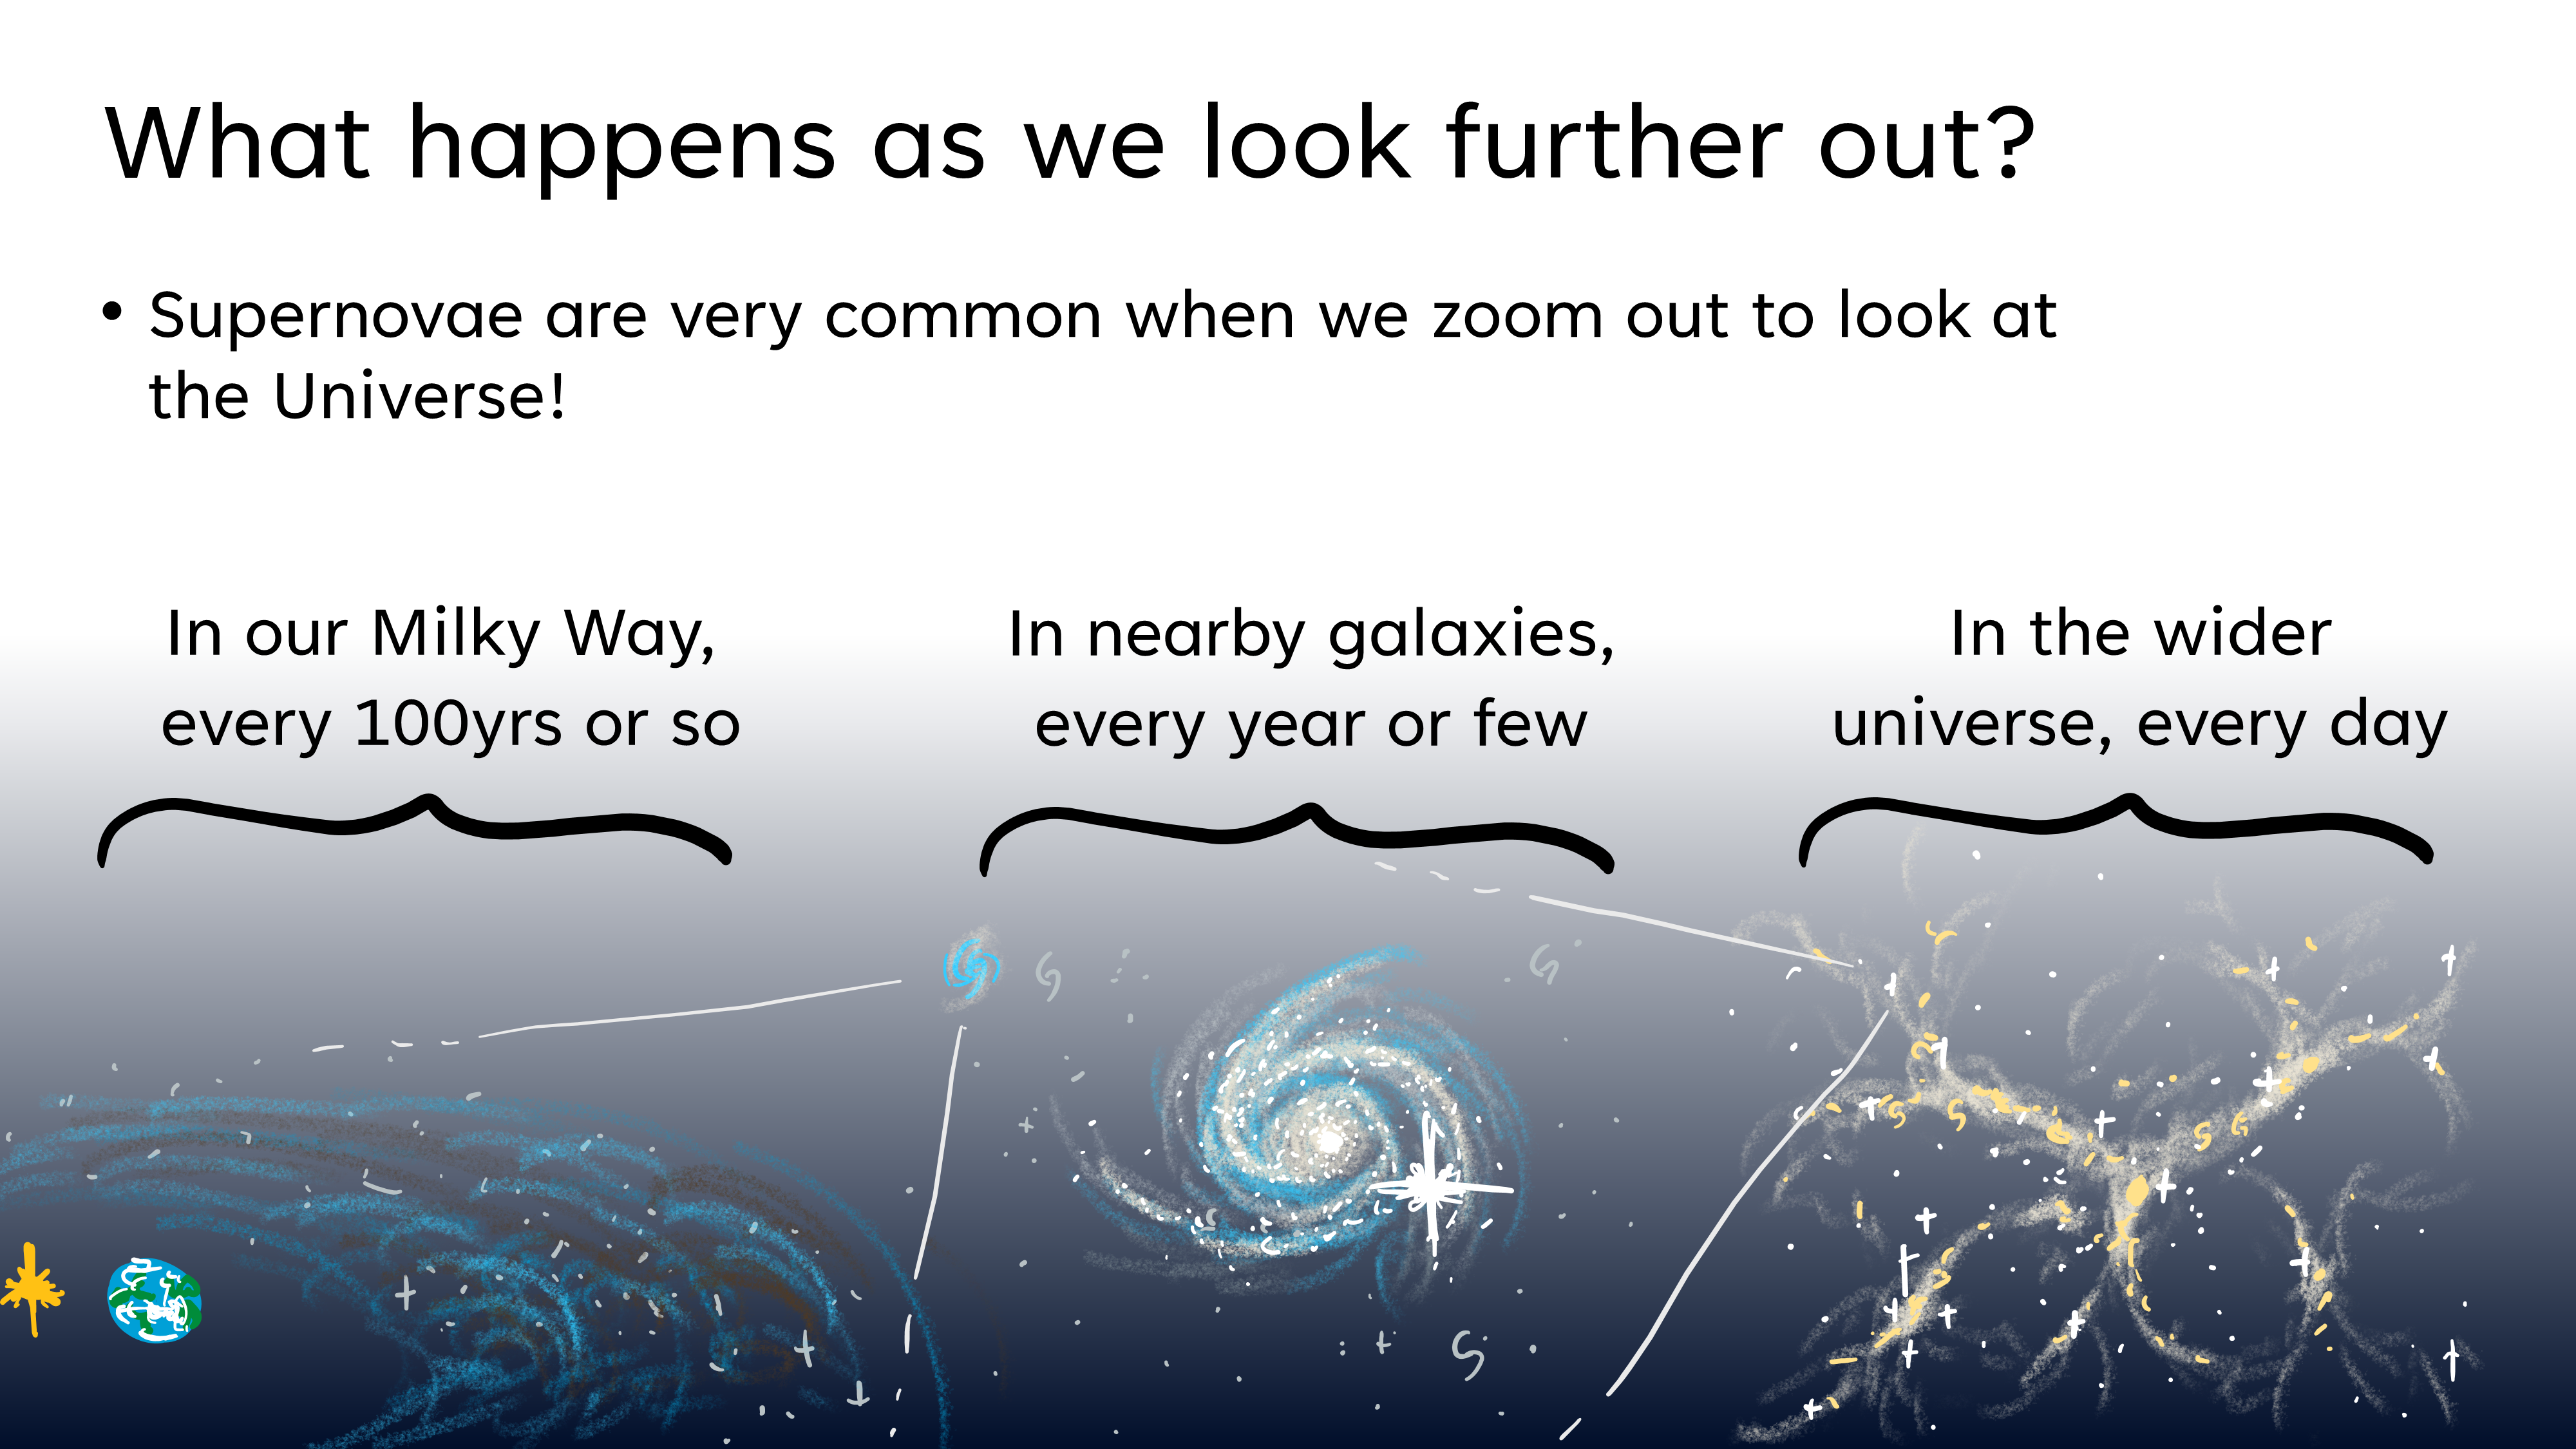 What happens as we look further out?
• Supernovae are very common when we zoom out to look at
the Universe!
In our Milky Way,
every 100yrs or so
In nearby galaxies,
every year or few
In the wider
universe, every day